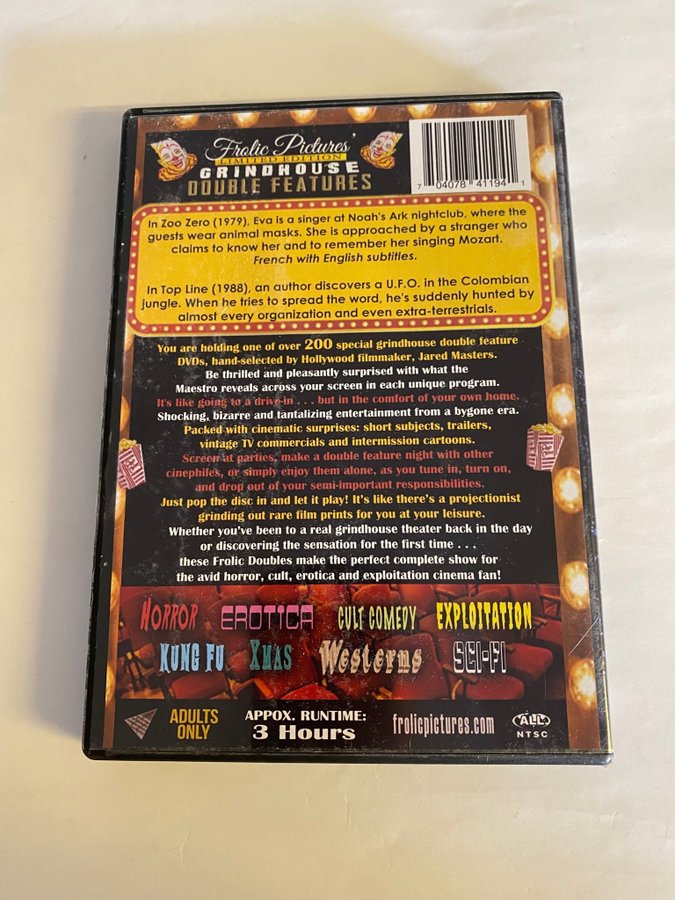 Frolic Pictures'
LIMITED EDITION
GRINDHOUSE
DOUBLE FEATURES
7 04078 41194 1
In Zoo Zero (1979), Eva is a singer at Noah's Ark nightclub, where the
guests wear animal masks. She is approached by a stranger who
claims to know her and to remember her singing Mozart.
French with English subtitles.
In Top Line (1988), an author discovers a U.F.O. in the Colombian
jungle. When he tries to spread the word, he's suddenly hunted by
almost every organization and even extra-terrestrials.
You are holding one of over 200 special grindhouse double feature
DVDs, hand-selected by Hollywood filmmaker, Jared Masters.
Be thrilled and pleasantly surprised with what the
Maestro reveals across your screen in each unique program.
It's like going to a drive-in . . . but in the comfort of your own home.
Shocking, bizarre and tantalizing entertainment from a bygone era.
Packed with cinematic surprises: short subjects, trailers,
vintage TV commercials and intermission cartoons.
Screen at parties, make a double feature night with other
cinephiles, or simply enjoy them alone, as you tune in, turn on,
and drop out of your semi-important responsibilities.
Just pop the disc in and let it play! It's like there's a projectionist
grinding out rare film prints for you at your leisure.
Whether you've been to a real grindhouse theater back in the day
or discovering the sensation for the first time . . .
these Frolic Doubles make the perfect complete show for
the avid horror, cult, erotica and exploitation cinema fan!
HORROR EROTICA CULT COMEDY EXPLOITATION
KUNG FU XMAS Westerns SCI-FI
ADULTS
ONLY
APPOX. RUNTIME:
3 Hours
frolicpictures.com
ALL
NTSC